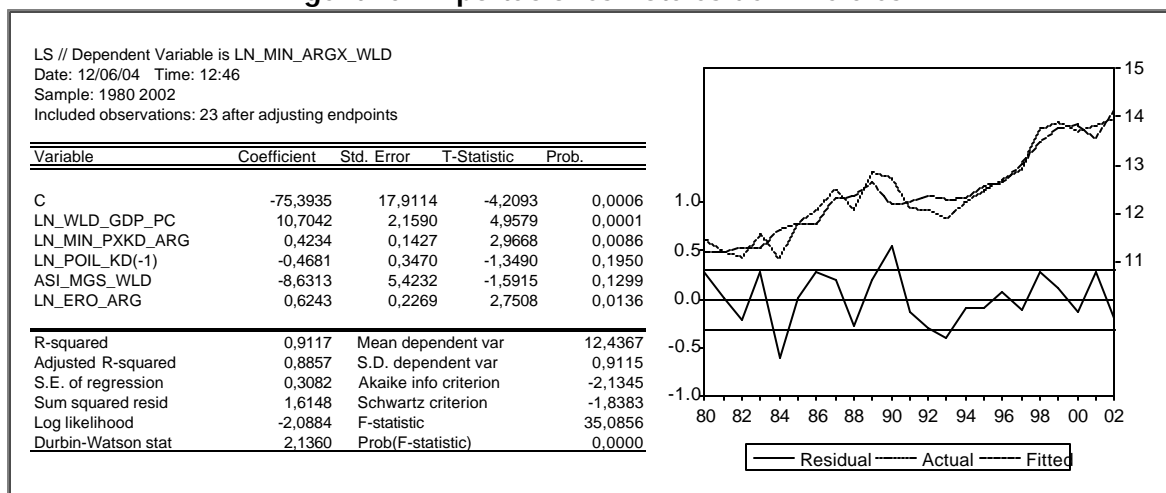 LS // Dependent Variable is LN_MIN_ARGX_WLD
Date: 12/06/04 Time: 12:46
Sample: 1980 2002
Included observations: 23 after adjusting endpoints
Variable Coefficient Std. Error T-Statistic Prob.
C -75,3935 17,9114 -4,2093 0,0006
LN_WLD_GDP_PC 10,7042 2,1590 4,9579 0,0001
LN_MIN_PXKD_ARG 0,4234 0,1427 2,9668 0,0086
LN_POIL_KD(-1) -0,4681 0,3470 -1,3490 0,1950
ASI_MGS_WLD -8,6313 5,4232 -1,5915 0,1299
LN_ERO_ARG 0,6243 0,2269 2,7508 0,0136
R-squared 0,9117 Mean dependent var 12,4367
Adjusted R-squared 0,8857 S.D. dependent var 0,9115
S.E. of regression 0,3082 Akaike info criterion -2,1345
Sum squared resid 1,6148 Schwartz criterion -1,8383
Log likelihood -2,0884 F-statistic 35,0856
Durbin-Watson stat 2,1360 Prob(F-statistic) 0,0000
15
14
13
12
11
1.0
0.5
0.0
-0.5
-1.0
80 82 84 86 88 90 92 94 96 98 00 02
Residual Actual Fitted